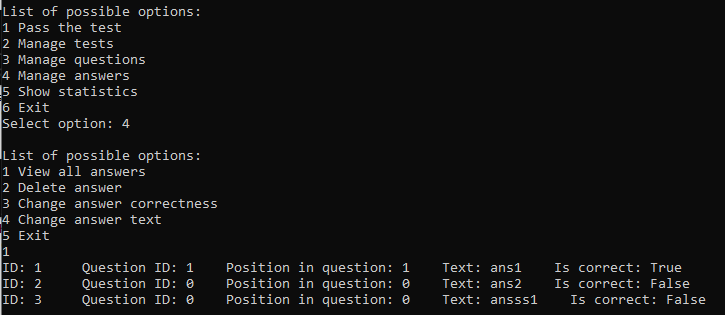 List of possible options:
1 Pass the test
2 Manage tests
3 Manage questions
4 Manage answers
5 Show statistics
6 Exit
Select option: 4

List of possible options:
1 View all answers
2 Delete answer
3 Change answer correctness
4 Change answer text
5 Exit
1
ID: 1     Question ID: 1    Position in question: 1    Text: ans1    Is correct: True
ID: 2     Question ID: 0    Position in question: 0    Text: ans2    Is correct: False
ID: 3     Question ID: 0    Position in question: 0    Text: ansss1    Is correct: False